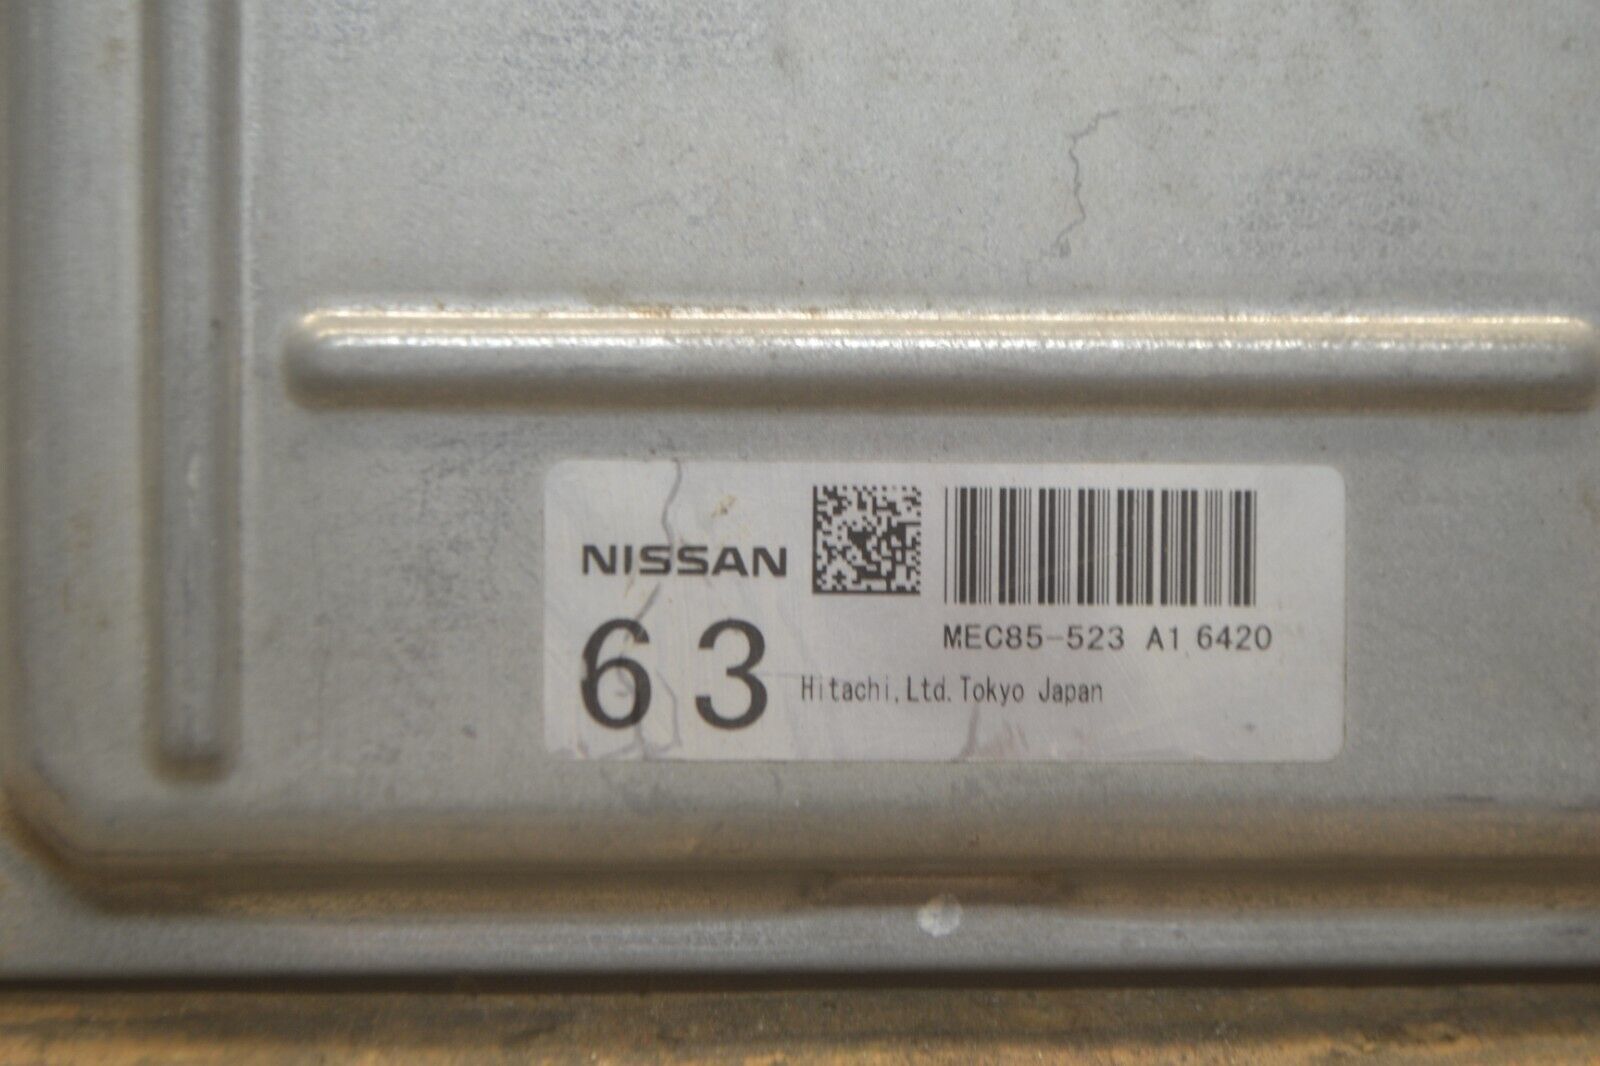 NISSAN
MEC85-523 A1 6420
63
Hitachi,Ltd.Tokyo Japan